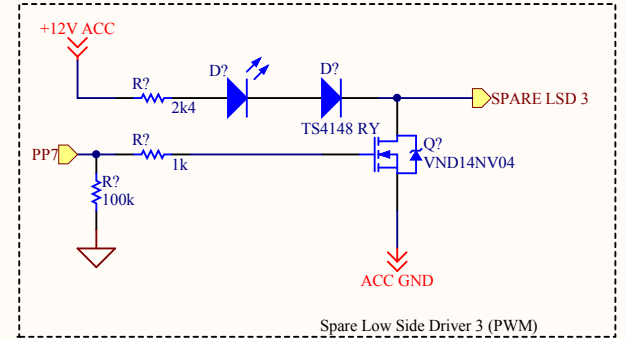 +12V ACC
D?
D?
R?
2k4
SPARE LSD 3
TS4148 RY
R?
Q?
PP7
1k
VND14NV04
R?
100k
ACC GND
Spare Low Side Driver 3 (PWM)